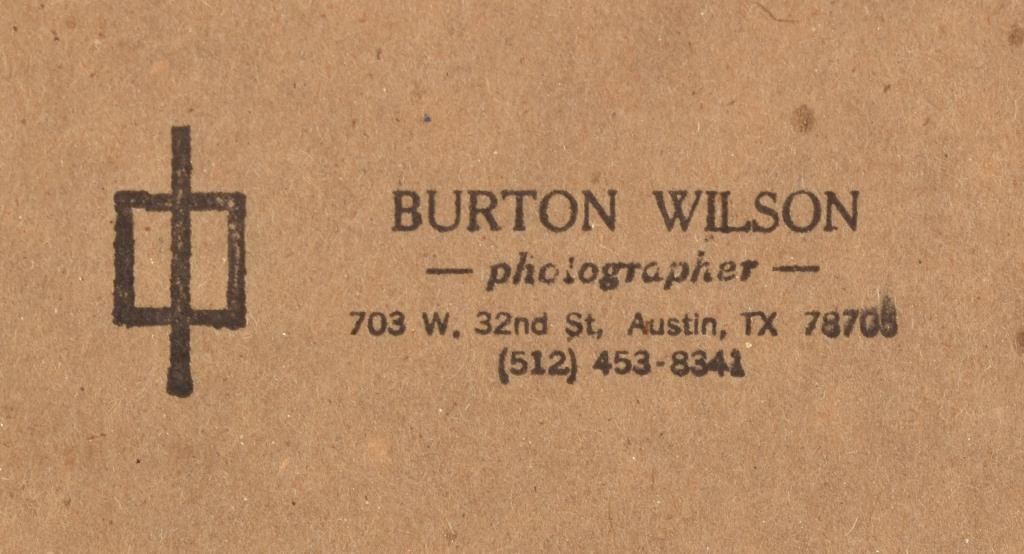 BURTON WILSON
— photographer —
703 W. 32nd St, Austin, TX 78705
(512) 453-8341